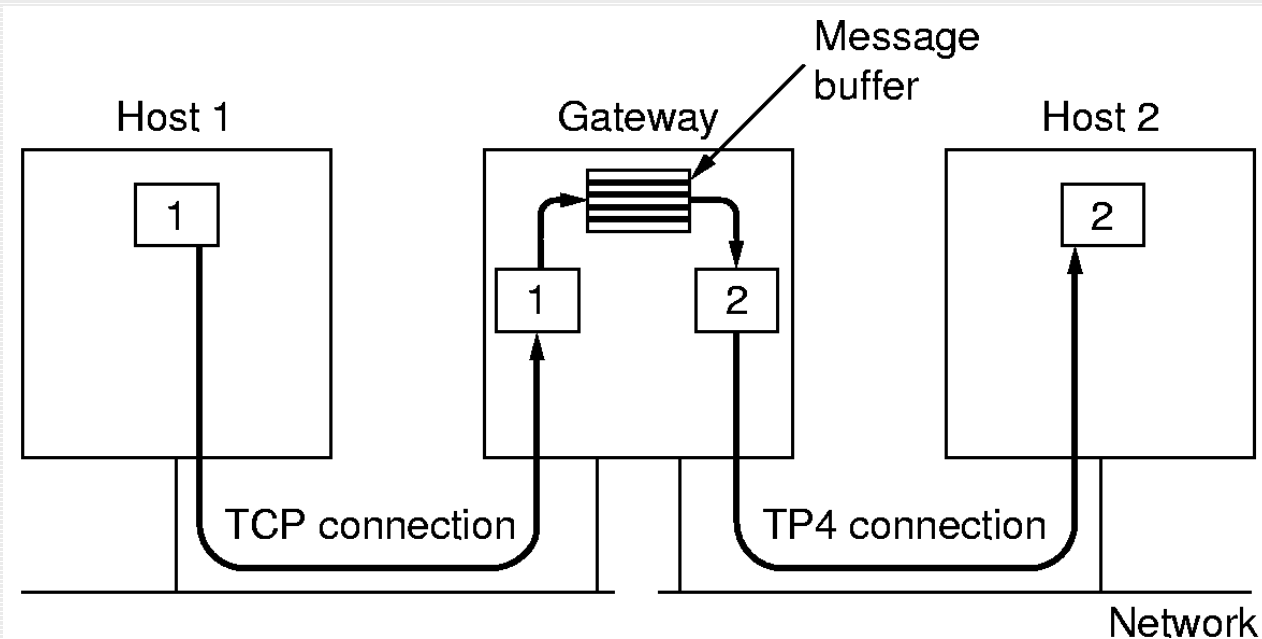 Message
buffer
Host 1
Gateway
Host 2
1
2
1
2
TCP connection
TP4 connection
Network